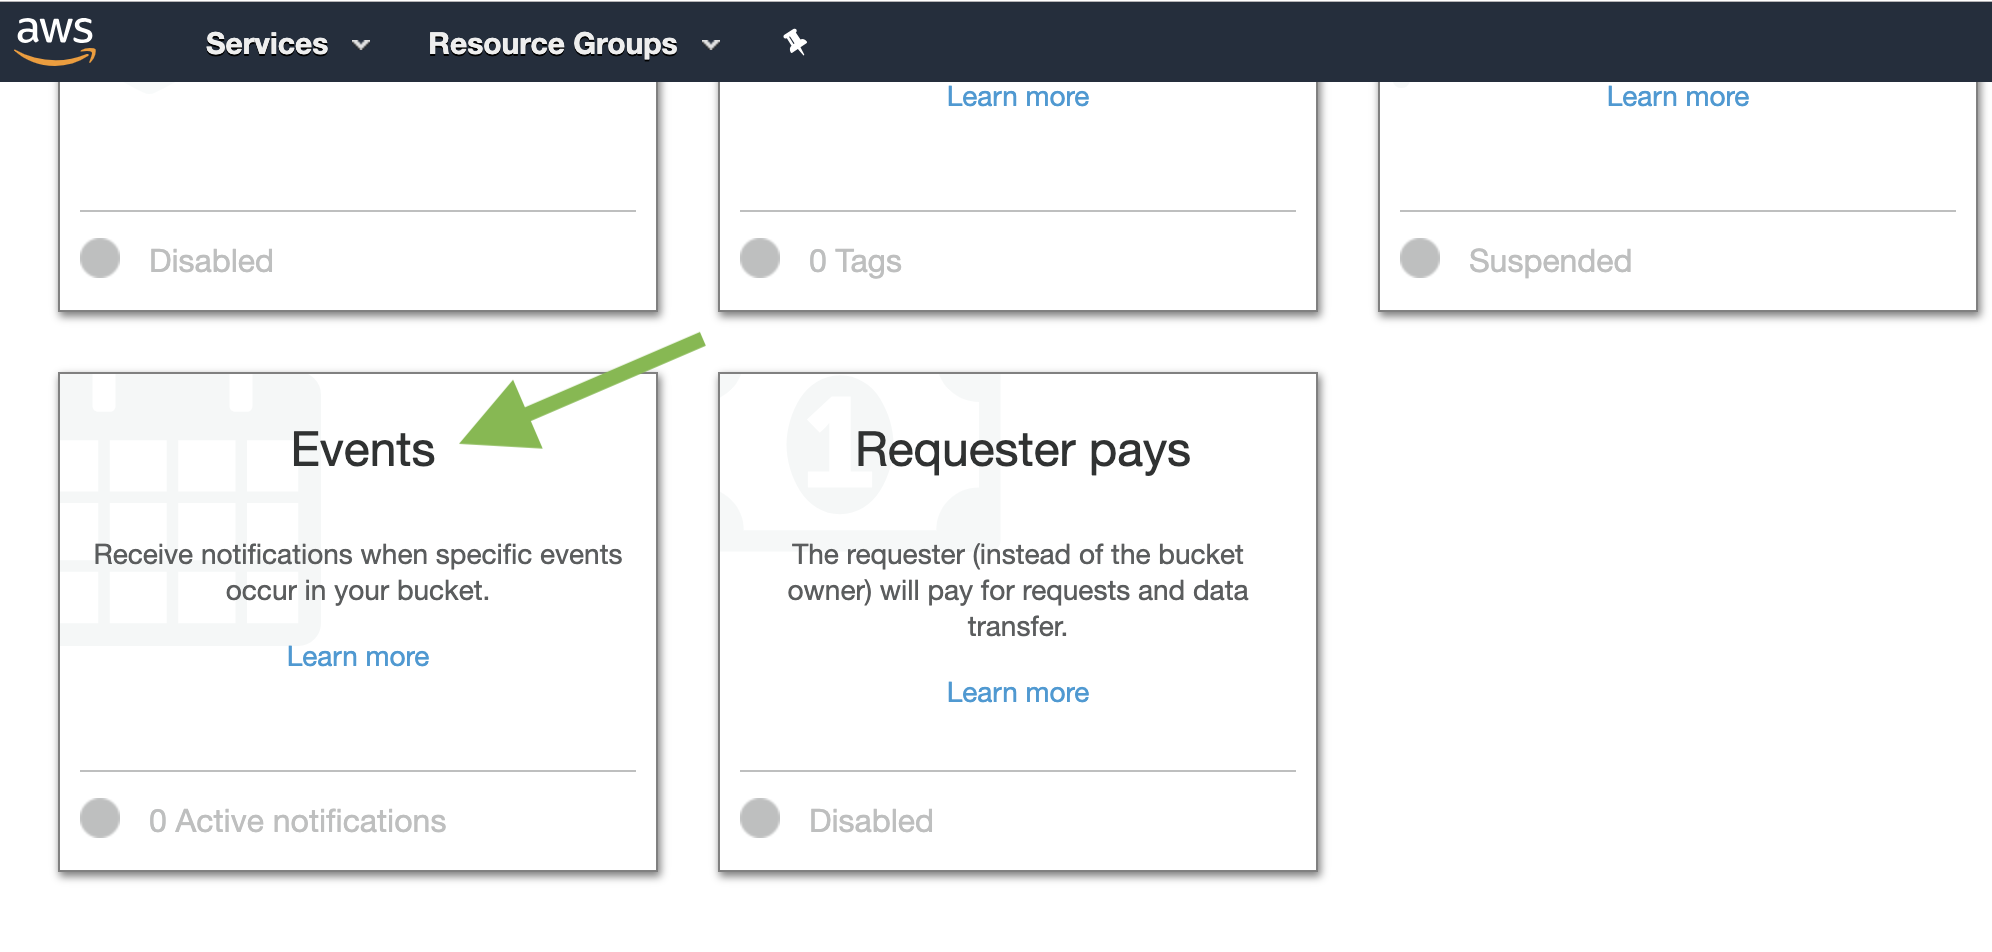 aws
Services
Resource Groups
Learn more
Learn more
Disabled
0 Tags
Suspended
Events
Receive notifications when specific events
occur in your bucket.
Learn more
0 Active notifications
1
Requester pays
The requester (instead of the bucket
owner) will pay for requests and data
transfer.
Learn more
Disabled